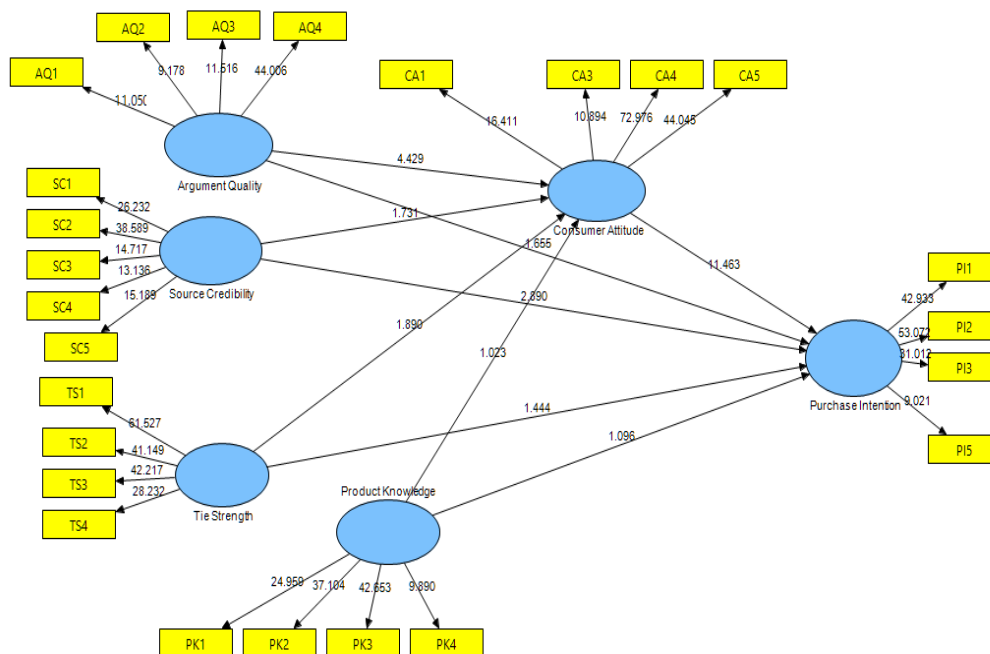 AQ1
AQ2
AQ3
AQ4
11.050
9.178
11.516
44.006
Argument Quality
CA1
CA3
CA4
CA5
16.411
10.894
72.976
44.045
Consumer Attitude
4.429
1.731
1.655
11.463
SC1
SC2
SC3
SC4
SC5
26.232
38.589
14.717
13.136
15.189
Source Credibility
2.890
1.890
1.023
1.444
1.096
PI1
PI2
PI3
PI5
42.933
53.072
31.012
9.021
Purchase Intention
TS1
TS2
TS3
TS4
61.527
41.149
42.217
28.232
Tie Strength
Product Knowledge
24.959
37.104
42.653
9.890
PK1
PK2
PK3
PK4